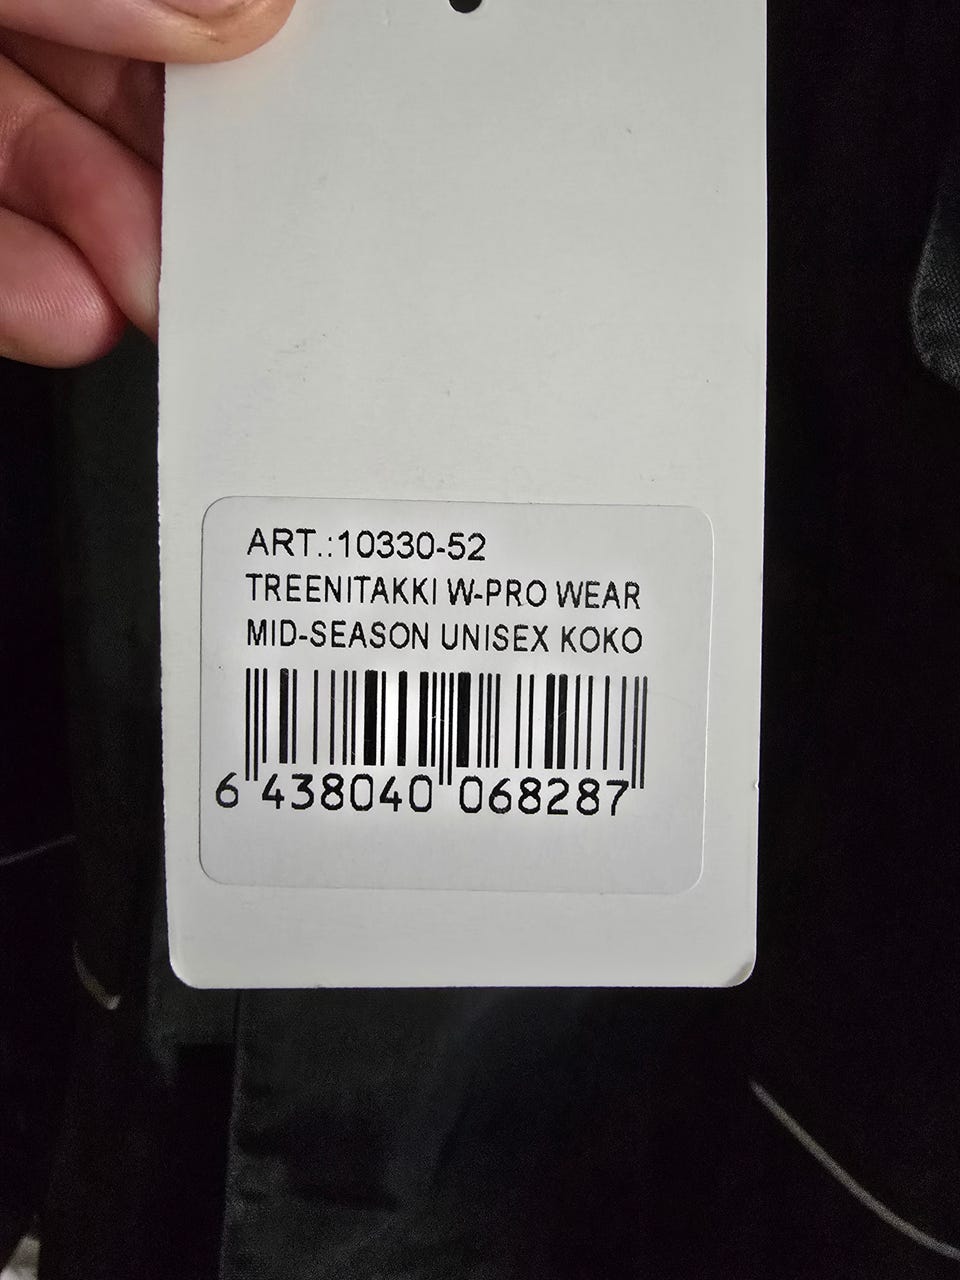 ART.:10330-52
TREENITAKKI W-PRO WEAR
MID-SEASON UNISEX KOKO
6 438040 068287